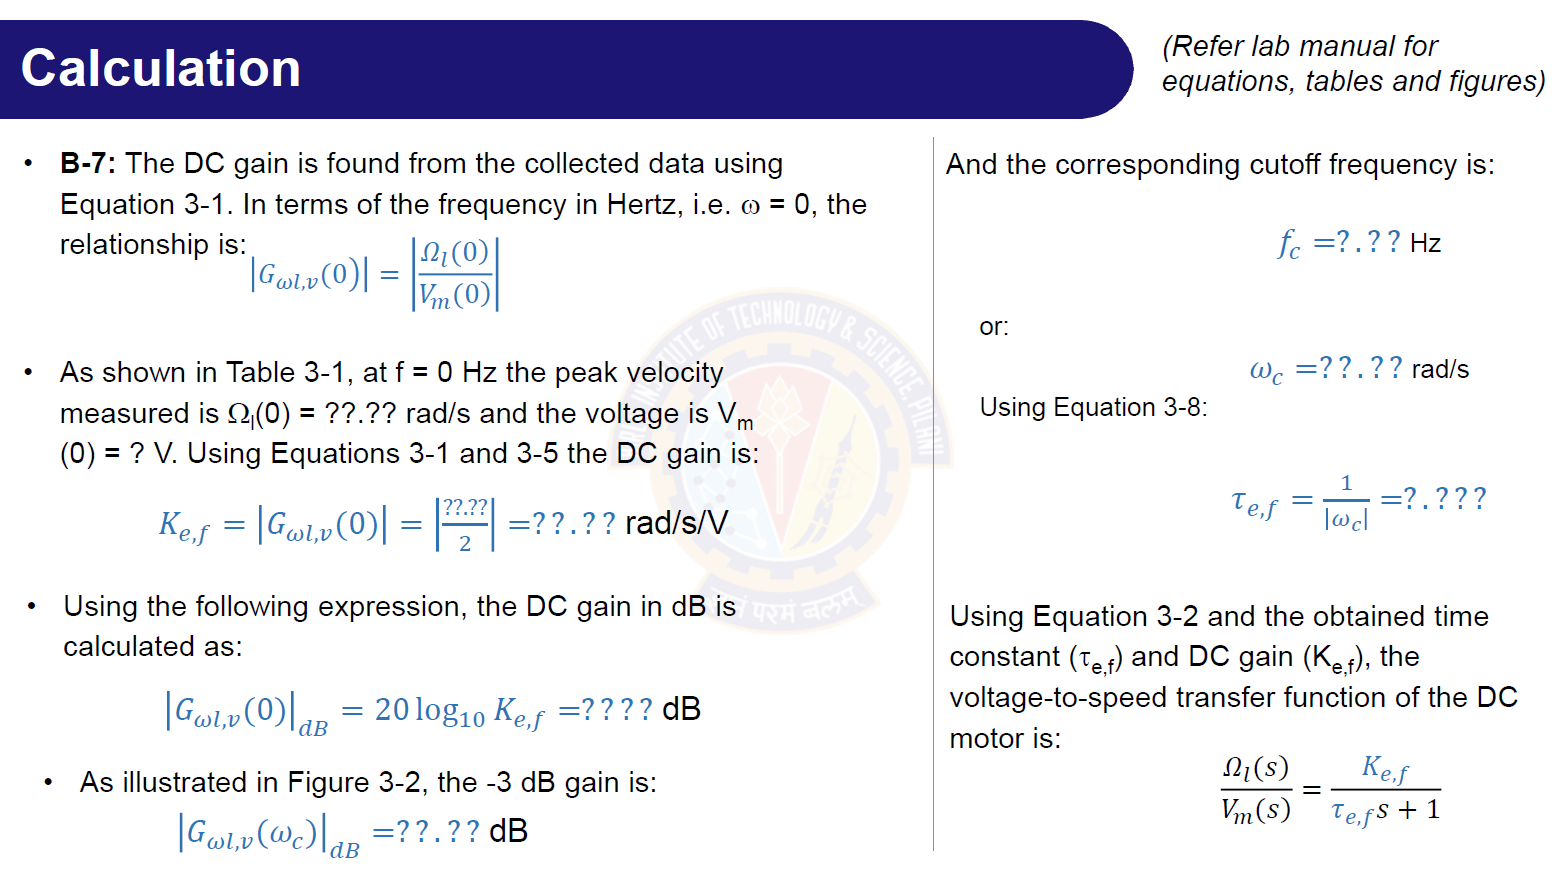 Calculation
(Refer lab manual for
equations, tables and figures)
• B-7: The DC gain is found from the collected data using
Equation 3-1. In terms of the frequency in Hertz, i.e. ω = 0, the
relationship is:
|G_{ωl,v}(0)| = |Ω_l(0) / V_m(0)|
• As shown in Table 3-1, at f = 0 Hz the peak velocity
measured is Ω_l(0) = ??.?? rad/s and the voltage is V_m
(0) = ? V. Using Equations 3-1 and 3-5 the DC gain is:
K_{e,f} = |G_{ωl,v}(0)| = |??.?? / 2| =??.?? rad/s/V
• Using the following expression, the DC gain in dB is
calculated as:
|G_{ωl,v}(0)|_{dB} = 20 log_{10} K_{e,f} =???? dB
• As illustrated in Figure 3-2, the -3 dB gain is:
|G_{ωl,v}(ω_c)|_{dB} =??.?? dB
And the corresponding cutoff frequency is:
f_c =?.?? Hz
or:
ω_c =??.?? rad/s
Using Equation 3-8:
τ_{e,f} = 1 / |ω_c| =?.???
Using Equation 3-2 and the obtained time
constant (τ_{e,f}) and DC gain (K_{e,f}), the
voltage-to-speed transfer function of the DC
motor is:
Ω_l(s) / V_m(s) = K_{e,f} / (τ_{e,f}s + 1)
INSTITUTE OF TECHNOLOGY & SCIENCE, PILANI
परमं बलम्